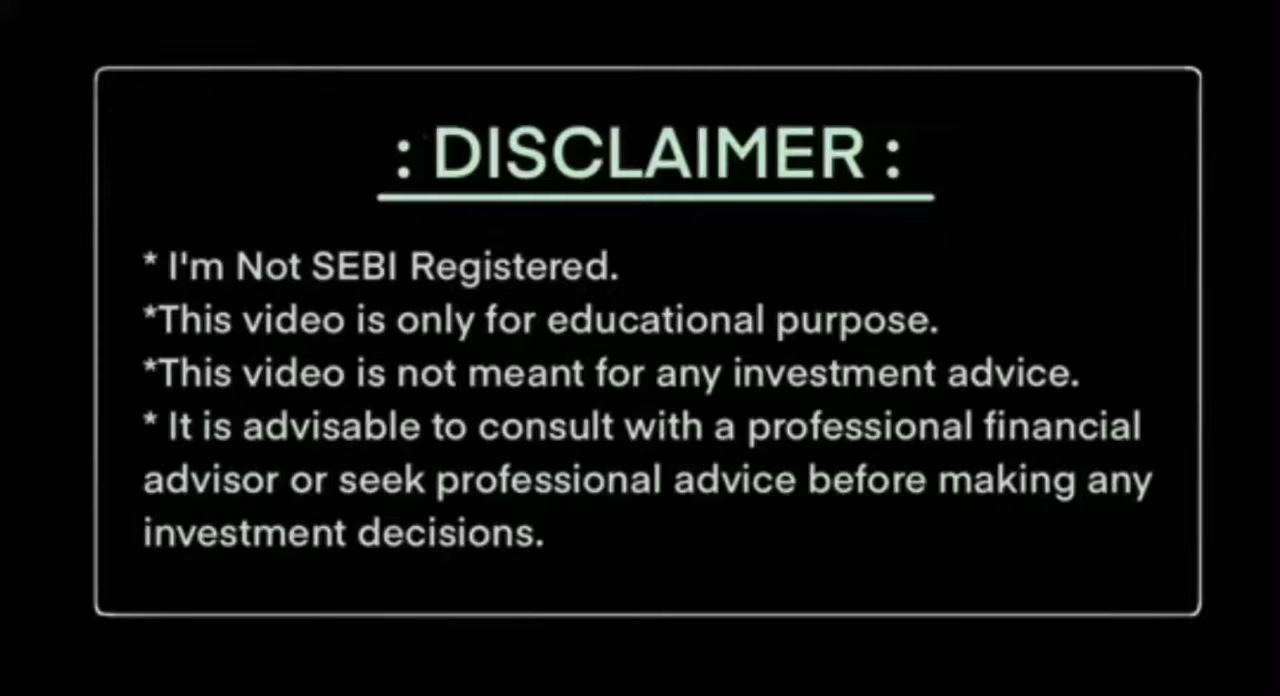 : DISCLAIMER :
* I'm Not SEBI Registered.
*This video is only for educational purpose.
*This video is not meant for any investment advice.
* It is advisable to consult with a professional financial
advisor or seek professional advice before making any
investment decisions.